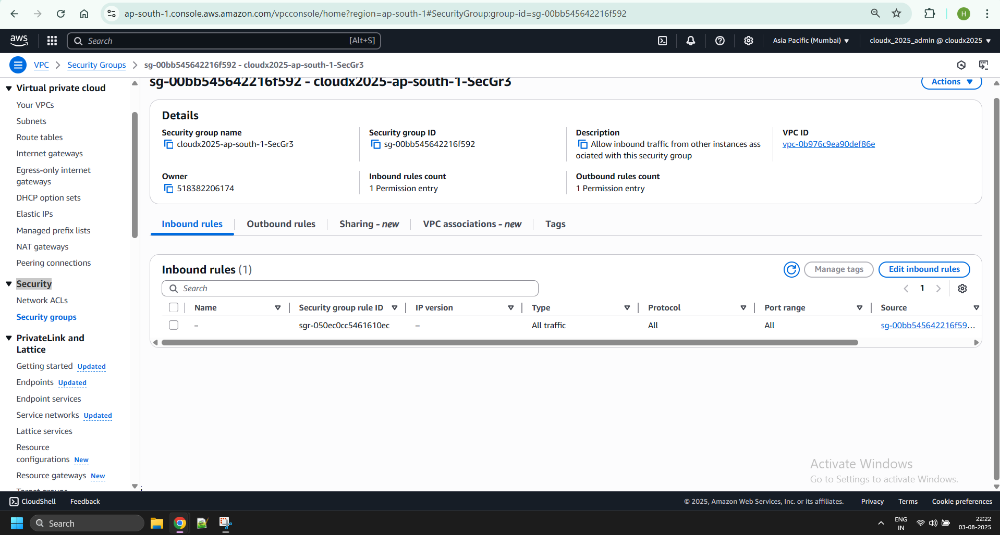 ap-south-1.console.aws.amazon.com/vpcconsole/home?region=ap-south-1#SecurityGroup:group-id=sg-00bb545642216f592
H
aws
Search
[Alt+S]
Asia Pacific (Mumbai)
cloudx_2025_admin @ cloudx2025
VPC
Security Groups
sg-00bb545642216f592 - cloudx2025-ap-south-1-SecGr3
Virtual private cloud
Your VPCs
Subnets
Route tables
Internet gateways
Egress-only internet
gateways
DHCP option sets
Elastic IPs
Managed prefix lists
NAT gateways
Peering connections
Security
Network ACLs
Security groups
PrivateLink and
Lattice
Getting started Updated
Endpoints Updated
Endpoint services
Service networks Updated
Lattice services
Resource
configurations New
Resource gateways New
Target groups
sg-00bb545642216f592 - cloudx2025-ap-south-1-SecGr3
Actions
Details
Security group name
cloudx2025-ap-south-1-SecGr3
Security group ID
sg-00bb545642216f592
Description
Allow inbound traffic from other instances ass
ociated with this security group
VPC ID
vpc-0b976c9ea90def86e
Owner
518382206174
Inbound rules count
1 Permission entry
Outbound rules count
1 Permission entry
Inbound rules
Outbound rules
Sharing - new
VPC associations - new
Tags
Inbound rules (1)
Manage tags
Edit inbound rules
Search
1
Name
Security group rule ID
IP version
Type
Protocol
Port range
Source
–
sgr-050ec0cc5461610ec
–
All traffic
All
All
sg-00bb545642216f59…
Activate Windows
Go to Settings to activate Windows.
CloudShell
Feedback
© 2025, Amazon Web Services, Inc. or its affiliates.
Privacy
Terms
Cookie preferences
Search
ENG
IN
22:22
03-08-2025